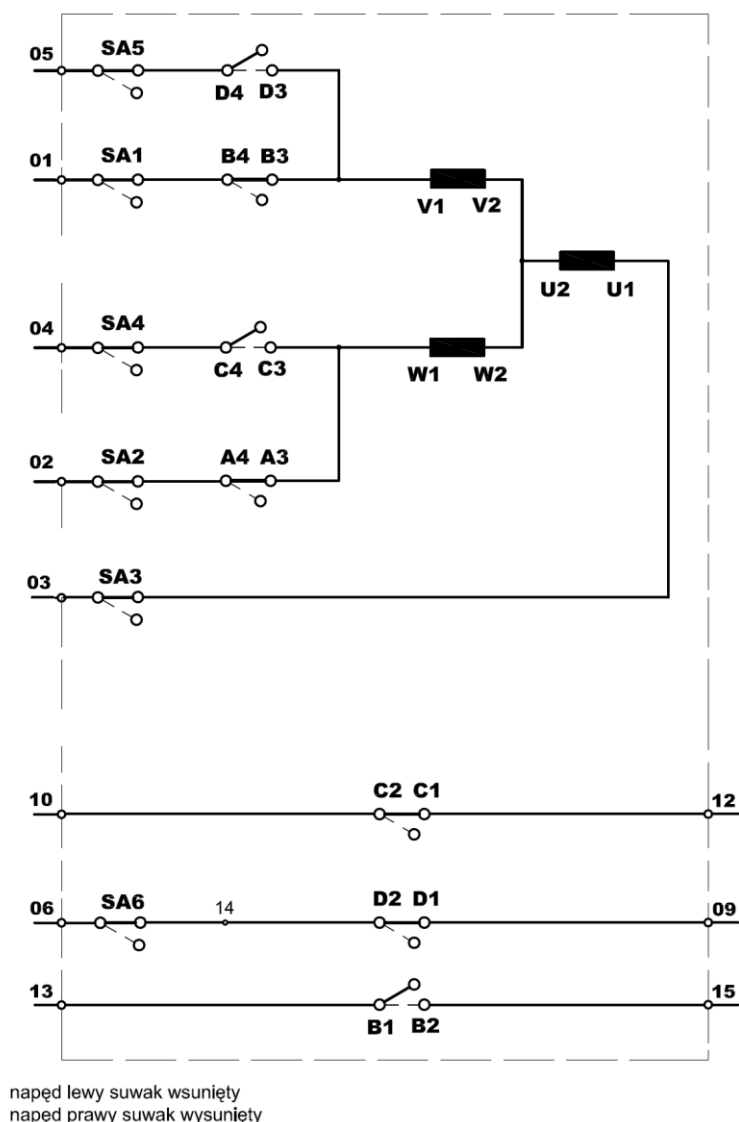 05 SA5
D4 D3
01 SA1 B4 B3
V1 V2
U2 U1
04 SA4
C4 C3
W1 W2
02 SA2 A4 A3
03 SA3
10 C2 C1 12
06 SA6 14 D2 D1 09
13 15
B1 B2
napęd lewy suwak wsunięty
napęd prawy suwak wysunięty